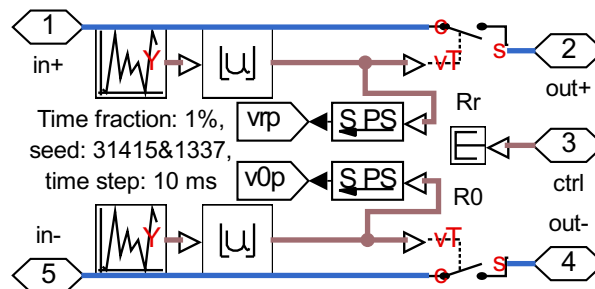 1
c
s
2
in+
Y
|u|
vT
out+
Time fraction: 1%,
vrp
S PS
Rr
seed: 31415&1337,
3
time step: 10 ms
v0p
S PS
R0
ctrl
in-
Y
|u|
vT
out-
5
c
s
4